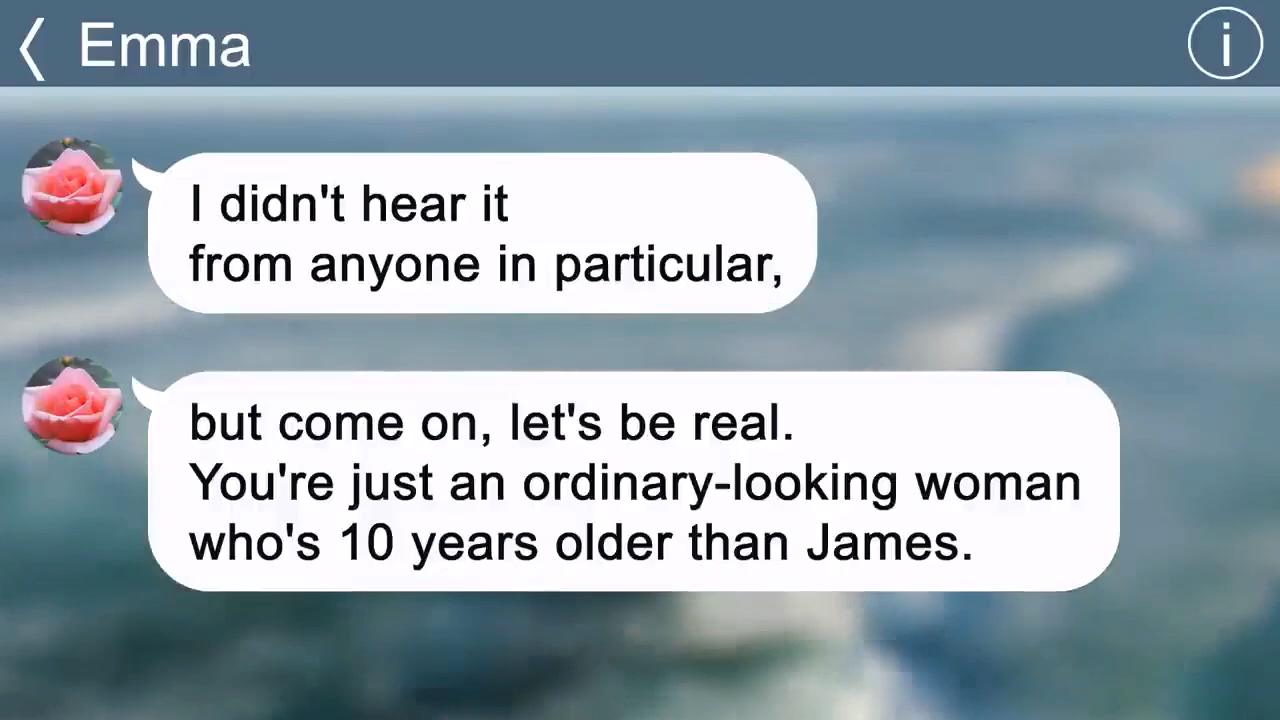 Emma
i
I didn't hear it
from anyone in particular,
but come on, let's be real.
You're just an ordinary-looking woman
who's 10 years older than James.